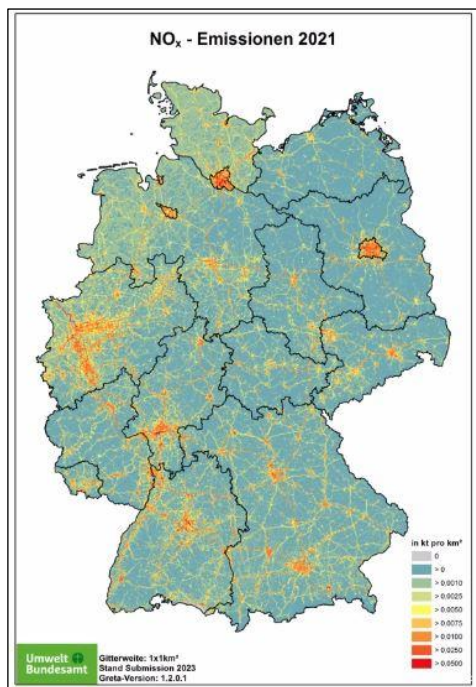 NOₓ - Emissionen 2021
in kt pro km²
0
> 0
> 0.0010
> 0.0025
> 0.0050
> 0.0075
> 0.0100
> 0.0250
> 0.0500
Umwelt
Bundesamt
Gitterweite: 1x1km²
Stand Submission 2023
Greta-Version: 1.2.0.1